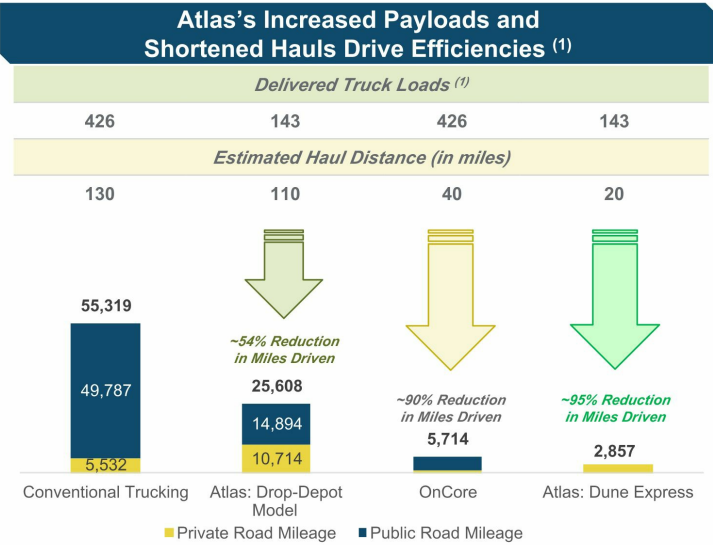 Atlas's Increased Payloads and
Shortened Hauls Drive Efficiencies (1)
Delivered Truck Loads (1)
426 143 426 143
Estimated Haul Distance (in miles)
130 110 40 20
55,319
49,787
5,532
~54% Reduction
in Miles Driven
25,608
14,894
10,714
~90% Reduction
in Miles Driven
5,714
~95% Reduction
in Miles Driven
2,857
Conventional Trucking
Atlas: Drop-Depot
Model
OnCore
Atlas: Dune Express
Private Road Mileage Public Road Mileage